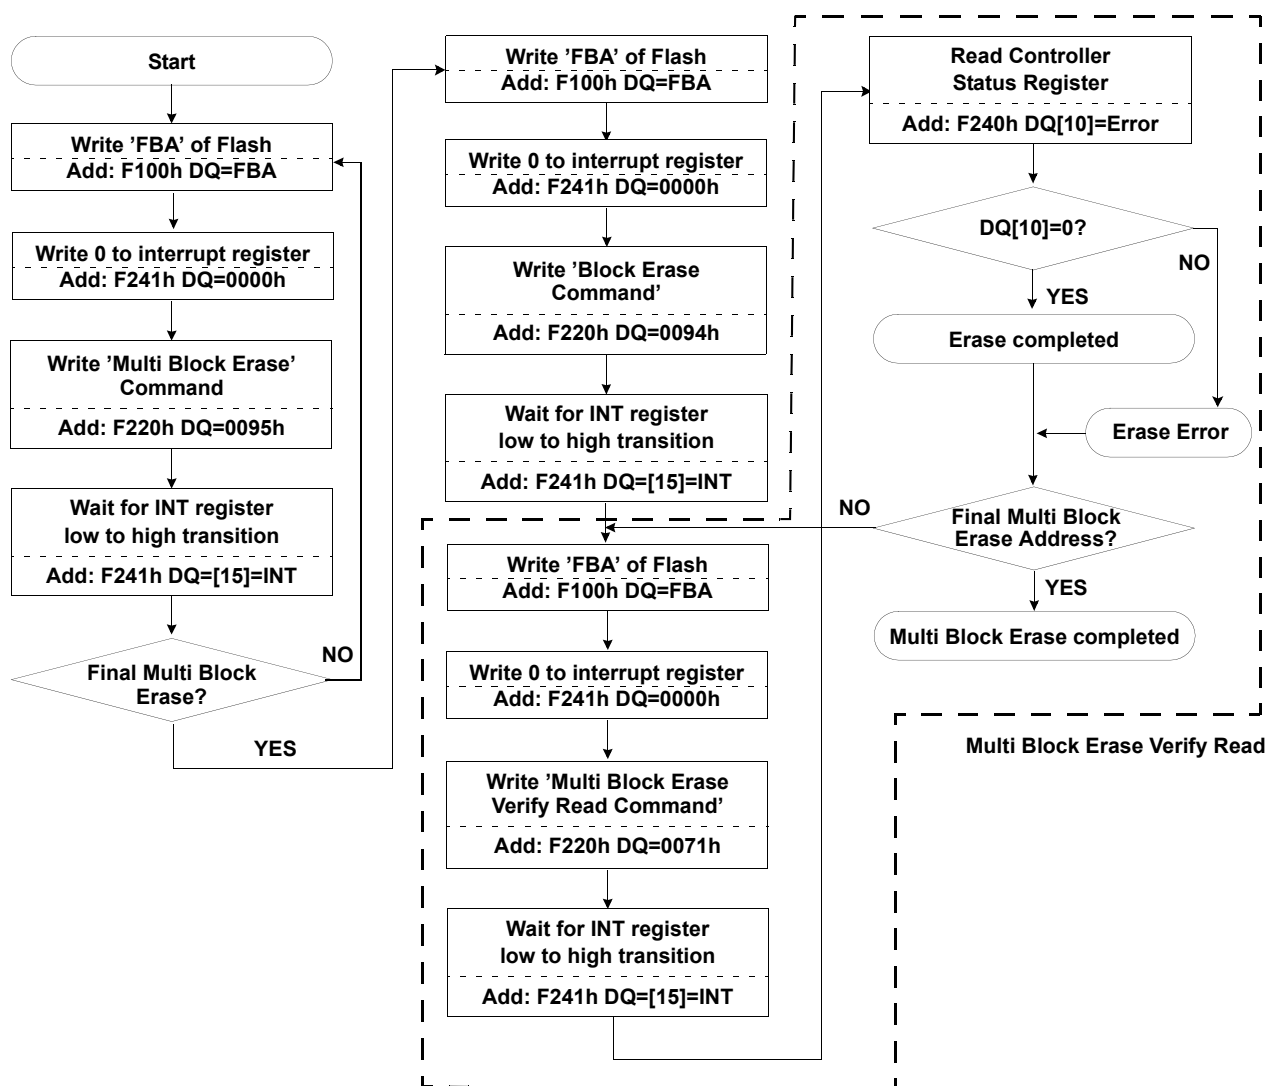 Start
Write ’FBA’ of Flash
Add: F100h DQ=FBA
Write 0 to interrupt register
Add: F241h DQ=0000h
Write ’Multi Block Erase’
Command
Add: F220h DQ=0095h
Wait for INT register
low to high transition
Add: F241h DQ=[15]=INT
Final Multi Block
Erase?
NO
YES
Write ’FBA’ of Flash
Add: F100h DQ=FBA
Write 0 to interrupt register
Add: F241h DQ=0000h
Write ’Block Erase
Command’
Add: F220h DQ=0094h
Wait for INT register
low to high transition
Add: F241h DQ=[15]=INT
Write ’FBA’ of Flash
Add: F100h DQ=FBA
Write 0 to interrupt register
Add: F241h DQ=0000h
Write ’Multi Block Erase
Verify Read Command’
Add: F220h DQ=0071h
Wait for INT register
low to high transition
Add: F241h DQ=[15]=INT
Read Controller
Status Register
Add: F240h DQ[10]=Error
DQ[10]=0?
NO
YES
Erase completed
Erase Error
NO
Final Multi Block
Erase Address?
YES
Multi Block Erase completed
Multi Block Erase Verify Read